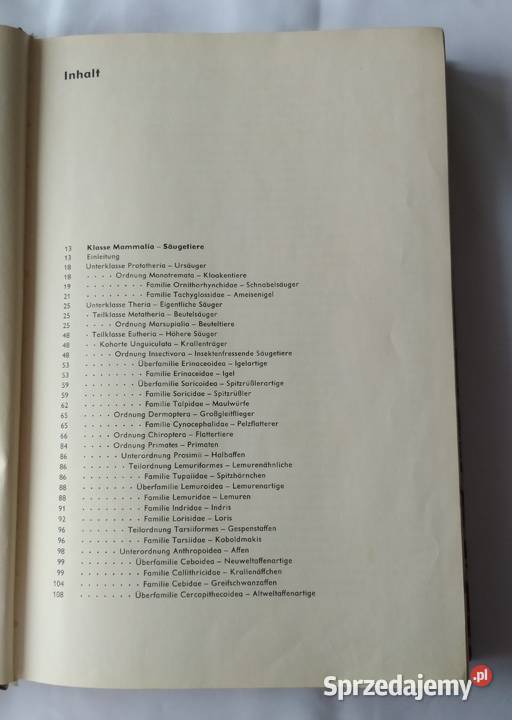 Inhalt
13 Klasse Mammalia – Säugetiere
13 Einleitung
18 Unterklasse Prototheria – Ursäuger
18 · · · · Ordnung Monotremata – Kloakentiere
19 · · · · · · · · Familie Ornithorhynchidae – Schnabelsäuger
21 · · · · · · · · Familie Tachyglossidae – Ameisenigel
25 Unterklasse Theria – Eigentliche Säuger
25 · Teilklasse Metatheria – Beutelsäuger
25 · · · · Ordnung Marsupialia – Beuteltiere
48 · Teilklasse Eutheria – Höhere Säuger
48 · · Kohorte Unguiculata – Krallenträger
48 · · · · Ordnung Insectivora – Insektenfressende Säugetiere
53 · · · · · · · Überfamilie Erinaceoidea – Igelartige
53 · · · · · · · · Familie Erinaceidae – Igel
59 · · · · · · · Überfamilie Soricoidea – Spitzrüßlerartige
59 · · · · · · · · Familie Soricidae – Spitzrüßler
62 · · · · · · · · Familie Talpidae – Maulwürfe
65 · · · · Ordnung Dermoptera – Großgleitflieger
65 · · · · · · · · Familie Cynocephalidae – Pelzflatterer
66 · · · · Ordnung Chiroptera – Flattertiere
84 · · · · Ordnung Primates – Primaten
86 · · · · · Unterordnung Prosimii – Halbaffen
86 · · · · · · Teilordnung Lemuriformes – Lemurenähnliche
86 · · · · · · · · Familie Tupaiidae – Spitzhörnchen
88 · · · · · · · Überfamilie Lemuroidea – Lemurenartige
88 · · · · · · · · Familie Lemuridae – Lemuren
91 · · · · · · · · Familie Indridae – Indris
92 · · · · · · · · Familie Lorisidae – Loris
96 · · · · · · Teilordnung Tarsiiformes – Gespenstaffen
96 · · · · · · · · Familie Tarsiidae – Koboldmakis
98 · · · · · Unterordnung Anthropoidea – Affen
99 · · · · · · · Überfamilie Ceboidea – Neuweltaffenartige
99 · · · · · · · · Familie Callithricidae – Krallenäffchen
104 · · · · · · · · Familie Cebidae – Greifschwanzaffen
108 · · · · · · · Überfamilie Cercopithecoidea – Altweltaffenartige
Sprzedajemy.pl